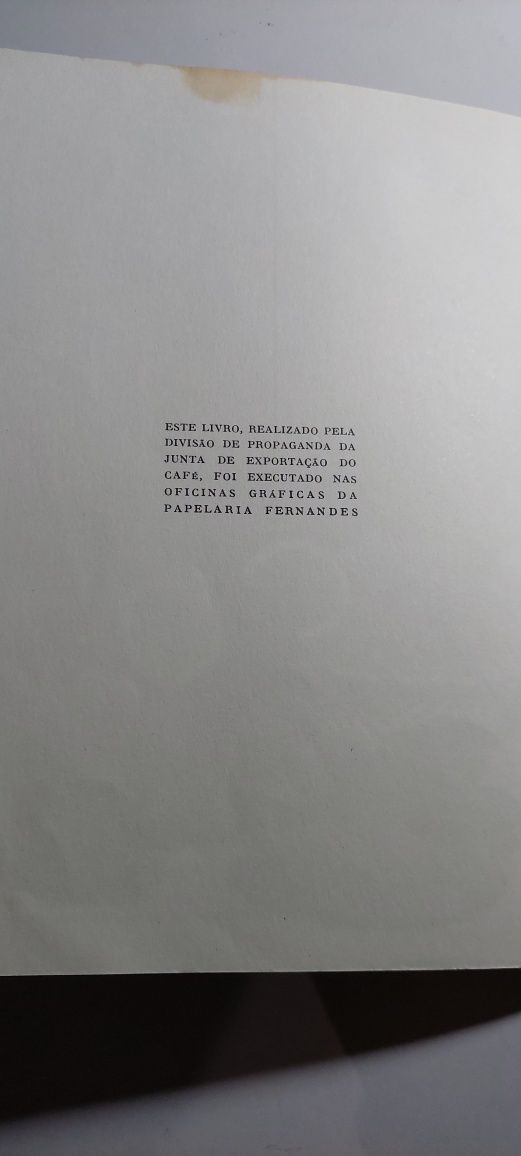 ESTE LIVRO, REALIZADO PELA
DIVISÃO DE PROPAGANDA DA
JUNTA DE EXPORTAÇÃO DO
CAFÉ, FOI EXECUTADO NAS
OFICINAS GRÁFICAS DA
PAPELARIA FERNANDES